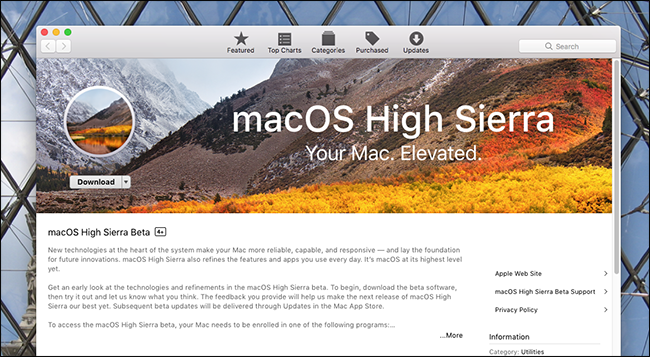 Featured
Top Charts
Categories
Purchased
Updates
Search
macOS High Sierra
Your Mac. Elevated.
Download
macOS High Sierra Beta 4+
New technologies at the heart of the system make your Mac more reliable, capable, and responsive — and lay the foundation
for future innovations. macOS High Sierra also refines the features and apps you use every day. It's macOS at its highest level
yet.
Get an early look at the technologies and refinements in the macOS High Sierra beta. To begin, download the beta software,
then try it out and let us know what you think. The feedback you provide will help us make the next release of macOS High
Sierra our best yet. Subsequent beta updates will be delivered through Updates in the Mac App Store.
To access the macOS High Sierra beta, your Mac needs to be enrolled in one of the following programs:...
...More
Apple Web Site
macOS High Sierra Beta Support
Privacy Policy
Information
Category: Utilities